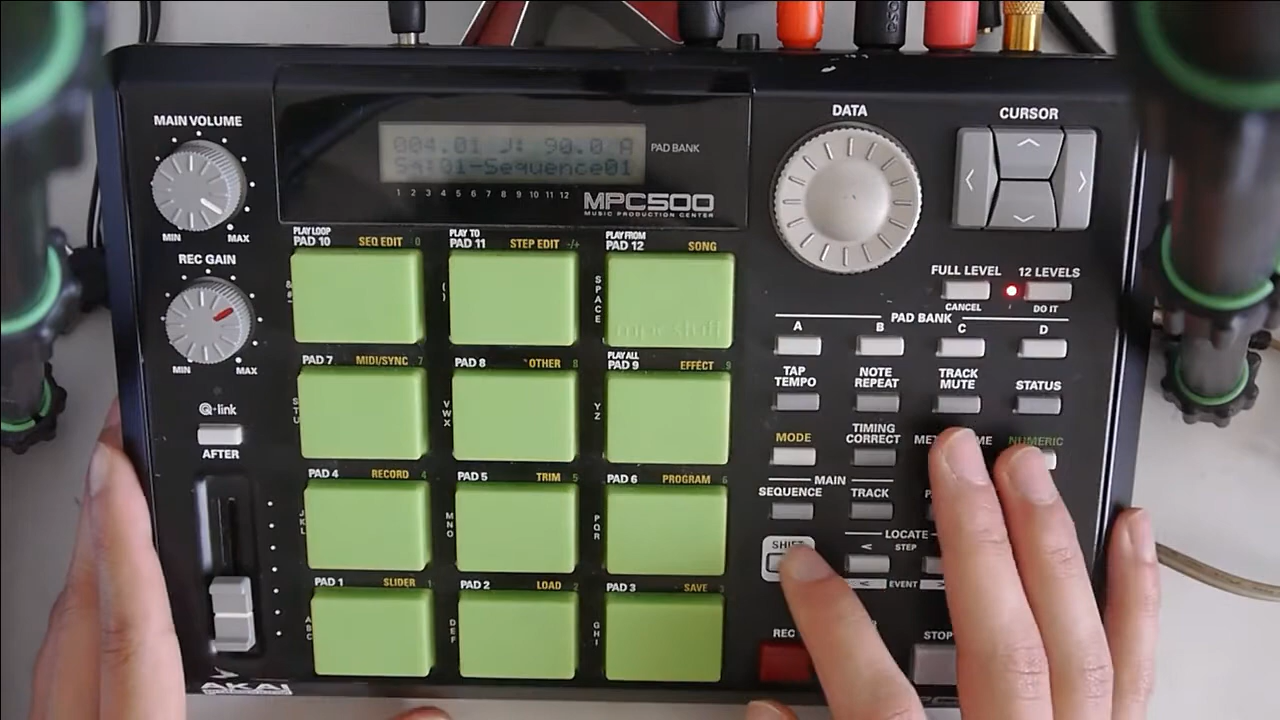 MAIN VOLUME
MIN MAX
REC GAIN
MIN MAX
Q-link
AFTER
AKAI
004.01 J: 90.0 A
Sq:01-Sequence01
PAD BANK
1 2 3 4 5 6 7 8 9 10 11 12
MPC500
MUSIC PRODUCTION CENTER
PLAY LOOP
PAD 10 SEQ EDIT 0
PLAY TO
PAD 11 STEP EDIT -/+
PLAY FROM
PAD 12 SONG
( )
SPACE
mpc stuff
PAD 7 MIDI/SYNC 7
PAD 8 OTHER 8
PLAY ALL
PAD 9 EFFECT 9
STU
VWX
YZ
PAD 4 RECORD 4
PAD 5 TRIM 5
PAD 6 PROGRAM 6
JKL
MNO
PQR
PAD 1 SLIDER 1
PAD 2 LOAD 2
PAD 3 SAVE 3
ABC
DEF
GHI
DATA
CURSOR
FULL LEVEL 12 LEVELS
CANCEL DO IT
PAD BANK
A B C D
TAP TEMPO
NOTE REPEAT
TRACK MUTE
STATUS
MODE
TIMING CORRECT
NUMERIC
MAIN
SEQUENCE TRACK
SHIFT
LOCATE
< STEP
< EVENT >
REC
STOP